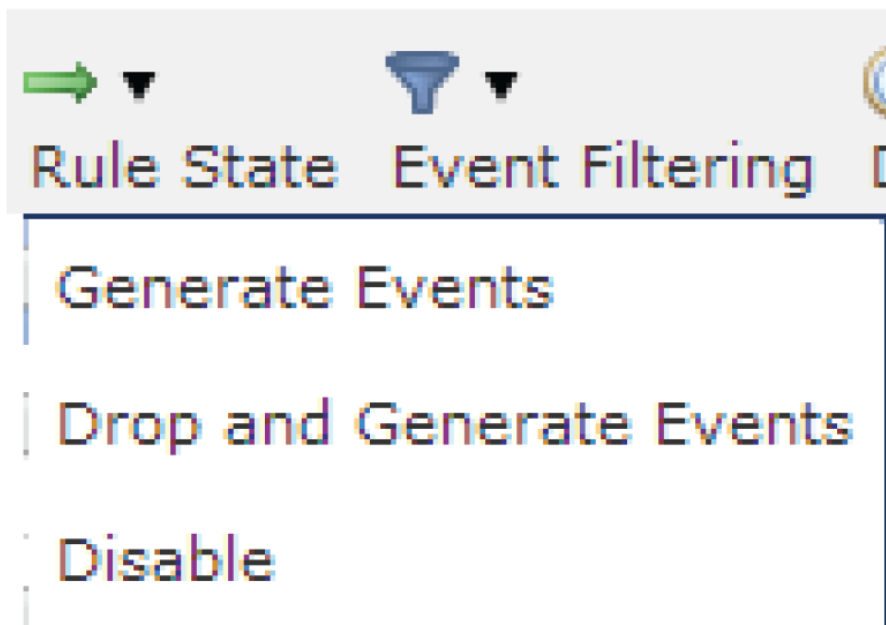 Rule State Event Filtering
Generate Events
Drop and Generate Events
Disable